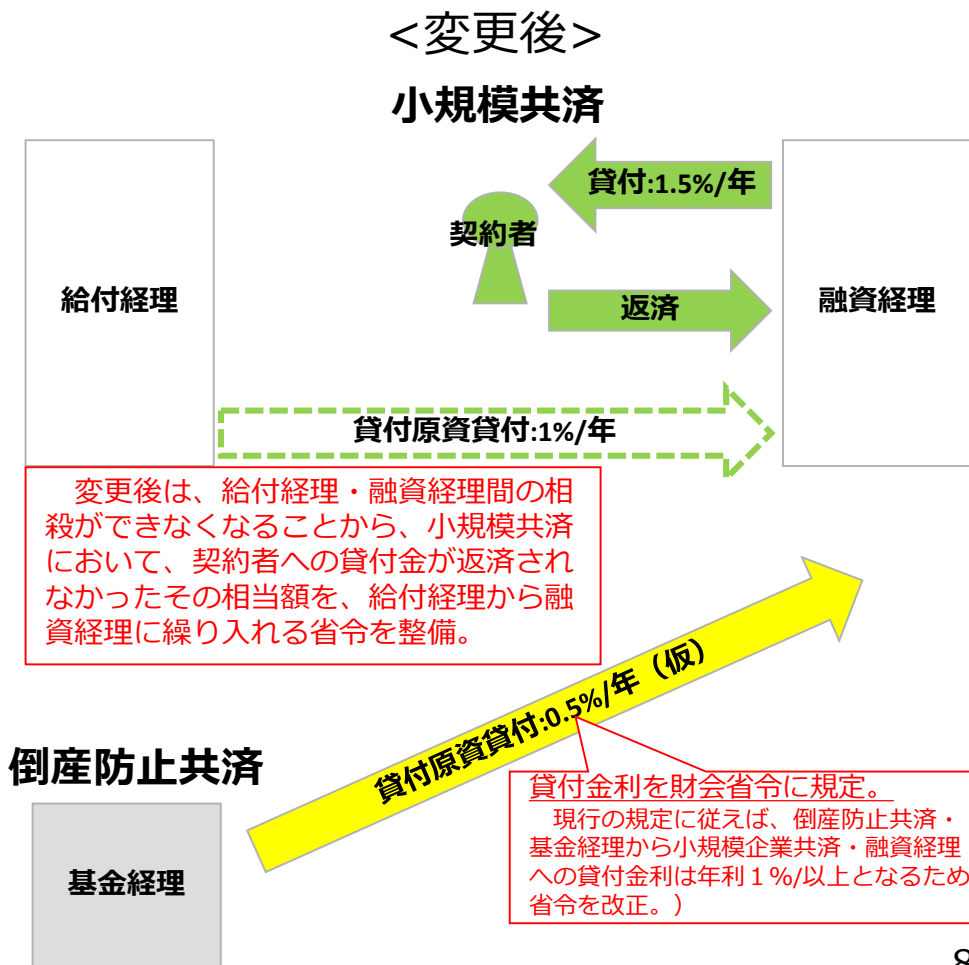 <変更後>
小規模共済
貸付:1.5%/年
契約者
給付経理
返済
融資経理
貸付原資貸付:1%/年
　変更後は、給付経理・融資経理間の相
殺ができなくなることから、小規模共済
において、契約者への貸付金が返済され
なかったその相当額を、給付経理から融
資経理に繰り入れる省令を整備。
貸付原資貸付:0.5%/年（仮）
倒産防止共済
貸付金利を財会省令に規定。
　現行の規定に従えば、倒産防止共済・
基金経理から小規模企業共済・融資経理
への貸付金利は年利１%/以上となるため
省令を改正。）
基金経理
8